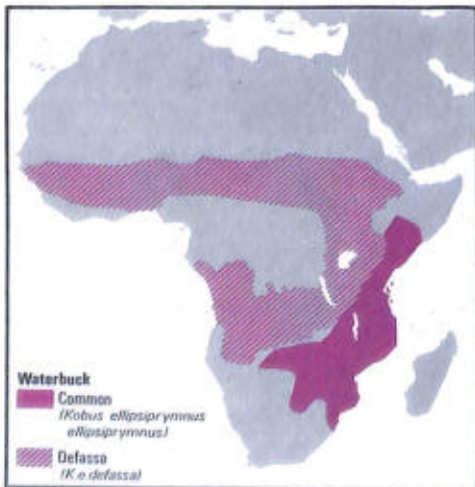 Waterbuck
Common
(Kobus ellipsiprymnus
ellipsiprymnus)
Defassa
(K e defassa)